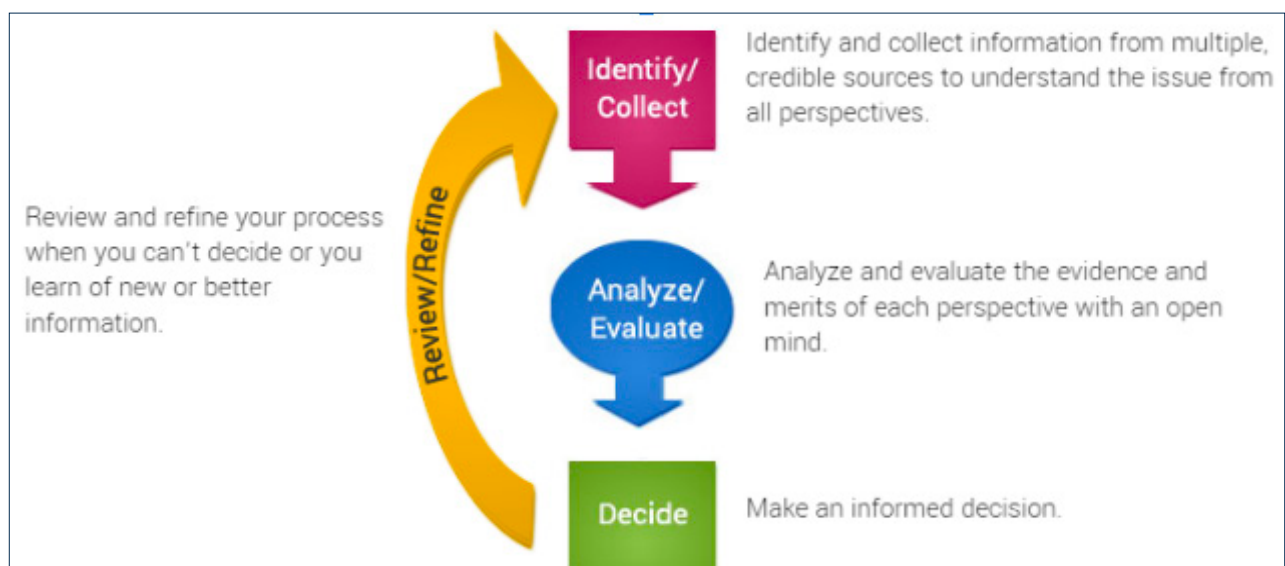 Identify/
Collect
Identify and collect information from multiple,
credible sources to understand the issue from
all perspectives.
Review/Refine
Review and refine your process
when you can't decide or you
learn of new or better
information.
Analyze/
Evaluate
Analyze and evaluate the evidence and
merits of each perspective with an open
mind.
Decide
Make an informed decision.